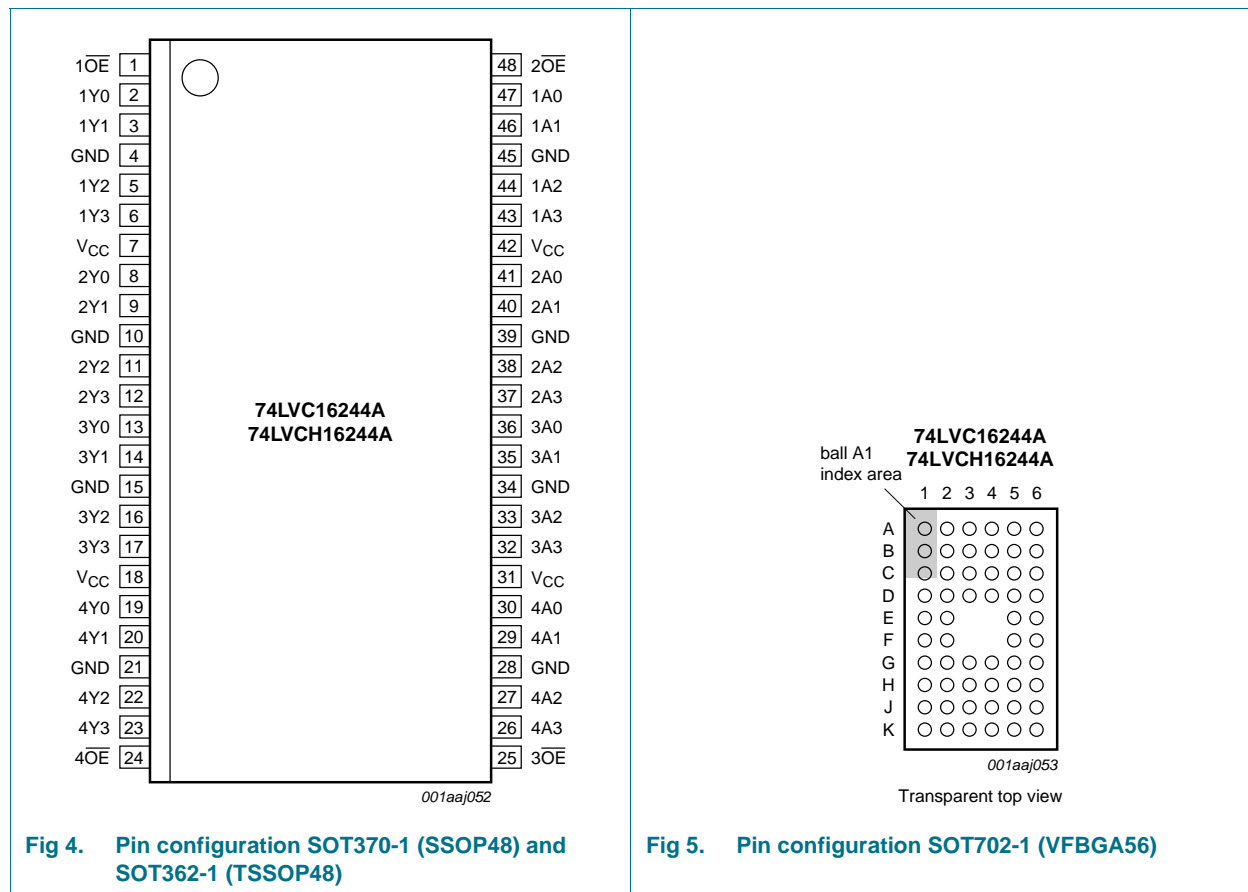 1O̅E̅ 1 48 2O̅E̅
1Y0 2 47 1A0
1Y1 3 46 1A1
GND 4 45 GND
1Y2 5 44 1A2
1Y3 6 43 1A3
VCC 7 42 VCC
2Y0 8 41 2A0
2Y1 9 40 2A1
GND 10 39 GND
2Y2 11 38 2A2
2Y3 12 37 2A3
74LVC16244A
74LVCH16244A
3Y0 13 36 3A0
3Y1 14 35 3A1
GND 15 34 GND
3Y2 16 33 3A2
3Y3 17 32 3A3
VCC 18 31 VCC
4Y0 19 30 4A0
4Y1 20 29 4A1
GND 21 28 GND
4Y2 22 27 4A2
4Y3 23 26 4A3
4O̅E̅ 24 25 3O̅E̅
001aaj052
Fig 4. Pin configuration SOT370-1 (SSOP48) and
SOT362-1 (TSSOP48)
74LVC16244A
74LVCH16244A
ball A1
index area
1 2 3 4 5 6
A
B
C
D
E
F
G
H
J
K
001aaj053
Transparent top view
Fig 5. Pin configuration SOT702-1 (VFBGA56)